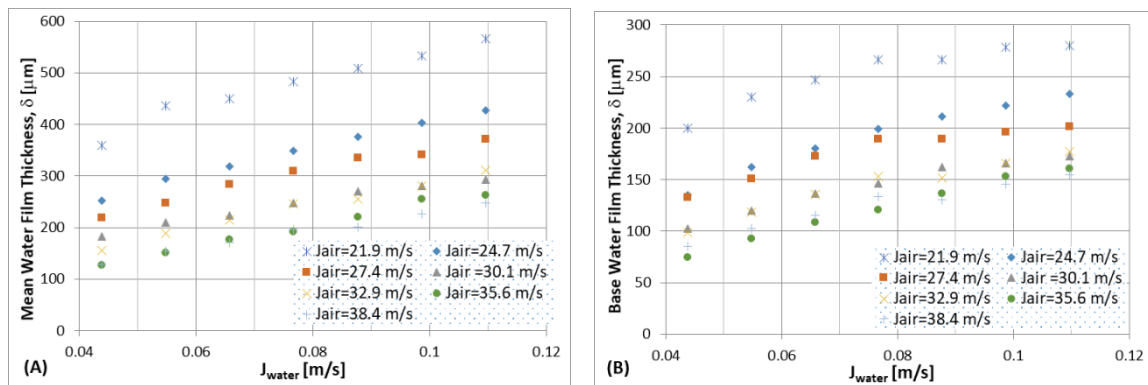 600
500
400
300
200
100
0
Mean Water Film Thickness, δ [μm]
Jair=21.9 m/s
Jair=24.7 m/s
Jair=27.4 m/s
Jair =30.1 m/s
Jair=32.9 m/s
Jair=35.6 m/s
Jair=38.4 m/s
0.04
0.06
0.08
0.1
0.12
(A)
Jwater [m/s]
300
250
200
150
100
50
0
Base Water Film Thickness, δ [μm]
Jair=21.9 m/s
Jair=24.7 m/s
Jair=27.4 m/s
Jair =30.1 m/s
Jair=32.9 m/s
Jair=35.6 m/s
Jair=38.4 m/s
0.04
0.06
0.08
0.1
0.12
(B)
Jwater [m/s]